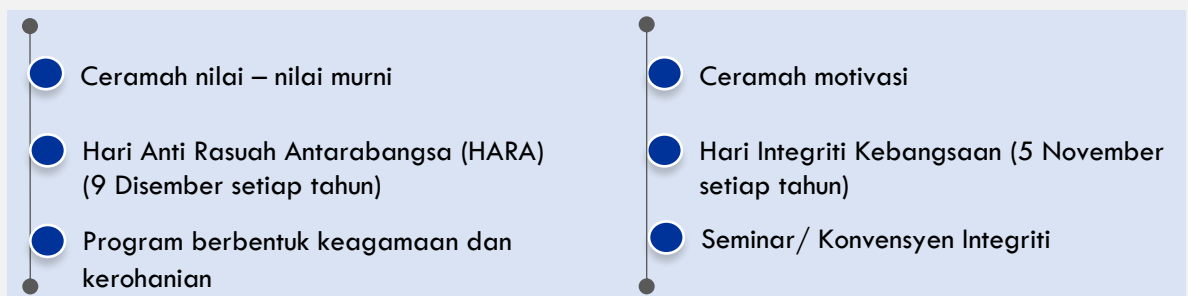 Ceramah nilai – nilai murni
Hari Anti Rasuah Antarabangsa (HARA)
(9 Disember setiap tahun)
Program berbentuk keagamaan dan
kerohanian
Ceramah motivasi
Hari Integriti Kebangsaan (5 November
setiap tahun)
Seminar/ Konvensyen Integriti